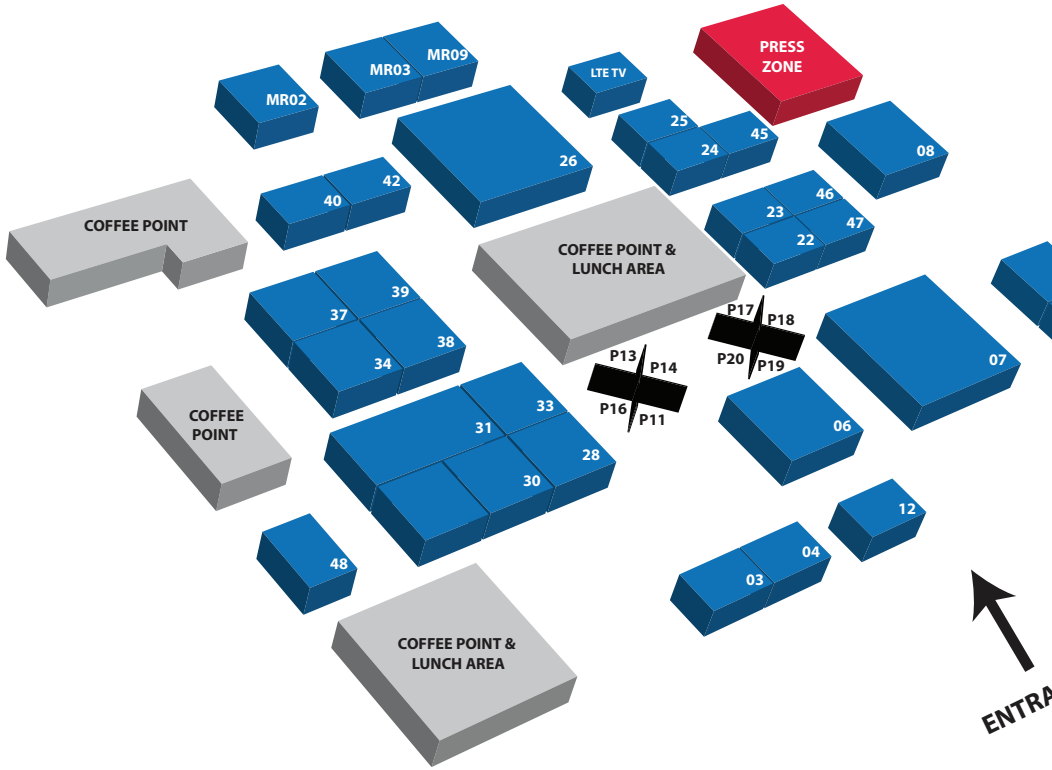 PRESS
ZONE
MR09
MR03
LTE TV
MR02
25
45
24
08
26
42
40
46
23
47
22
COFFEE POINT
COFFEE POINT &
LUNCH AREA
39
37
38
34
P17
P18
P20
P19
07
P13
P14
P16
P11
COFFEE
POINT
33
31
28
30
06
12
48
04
03
COFFEE POINT &
LUNCH AREA
ENTRA